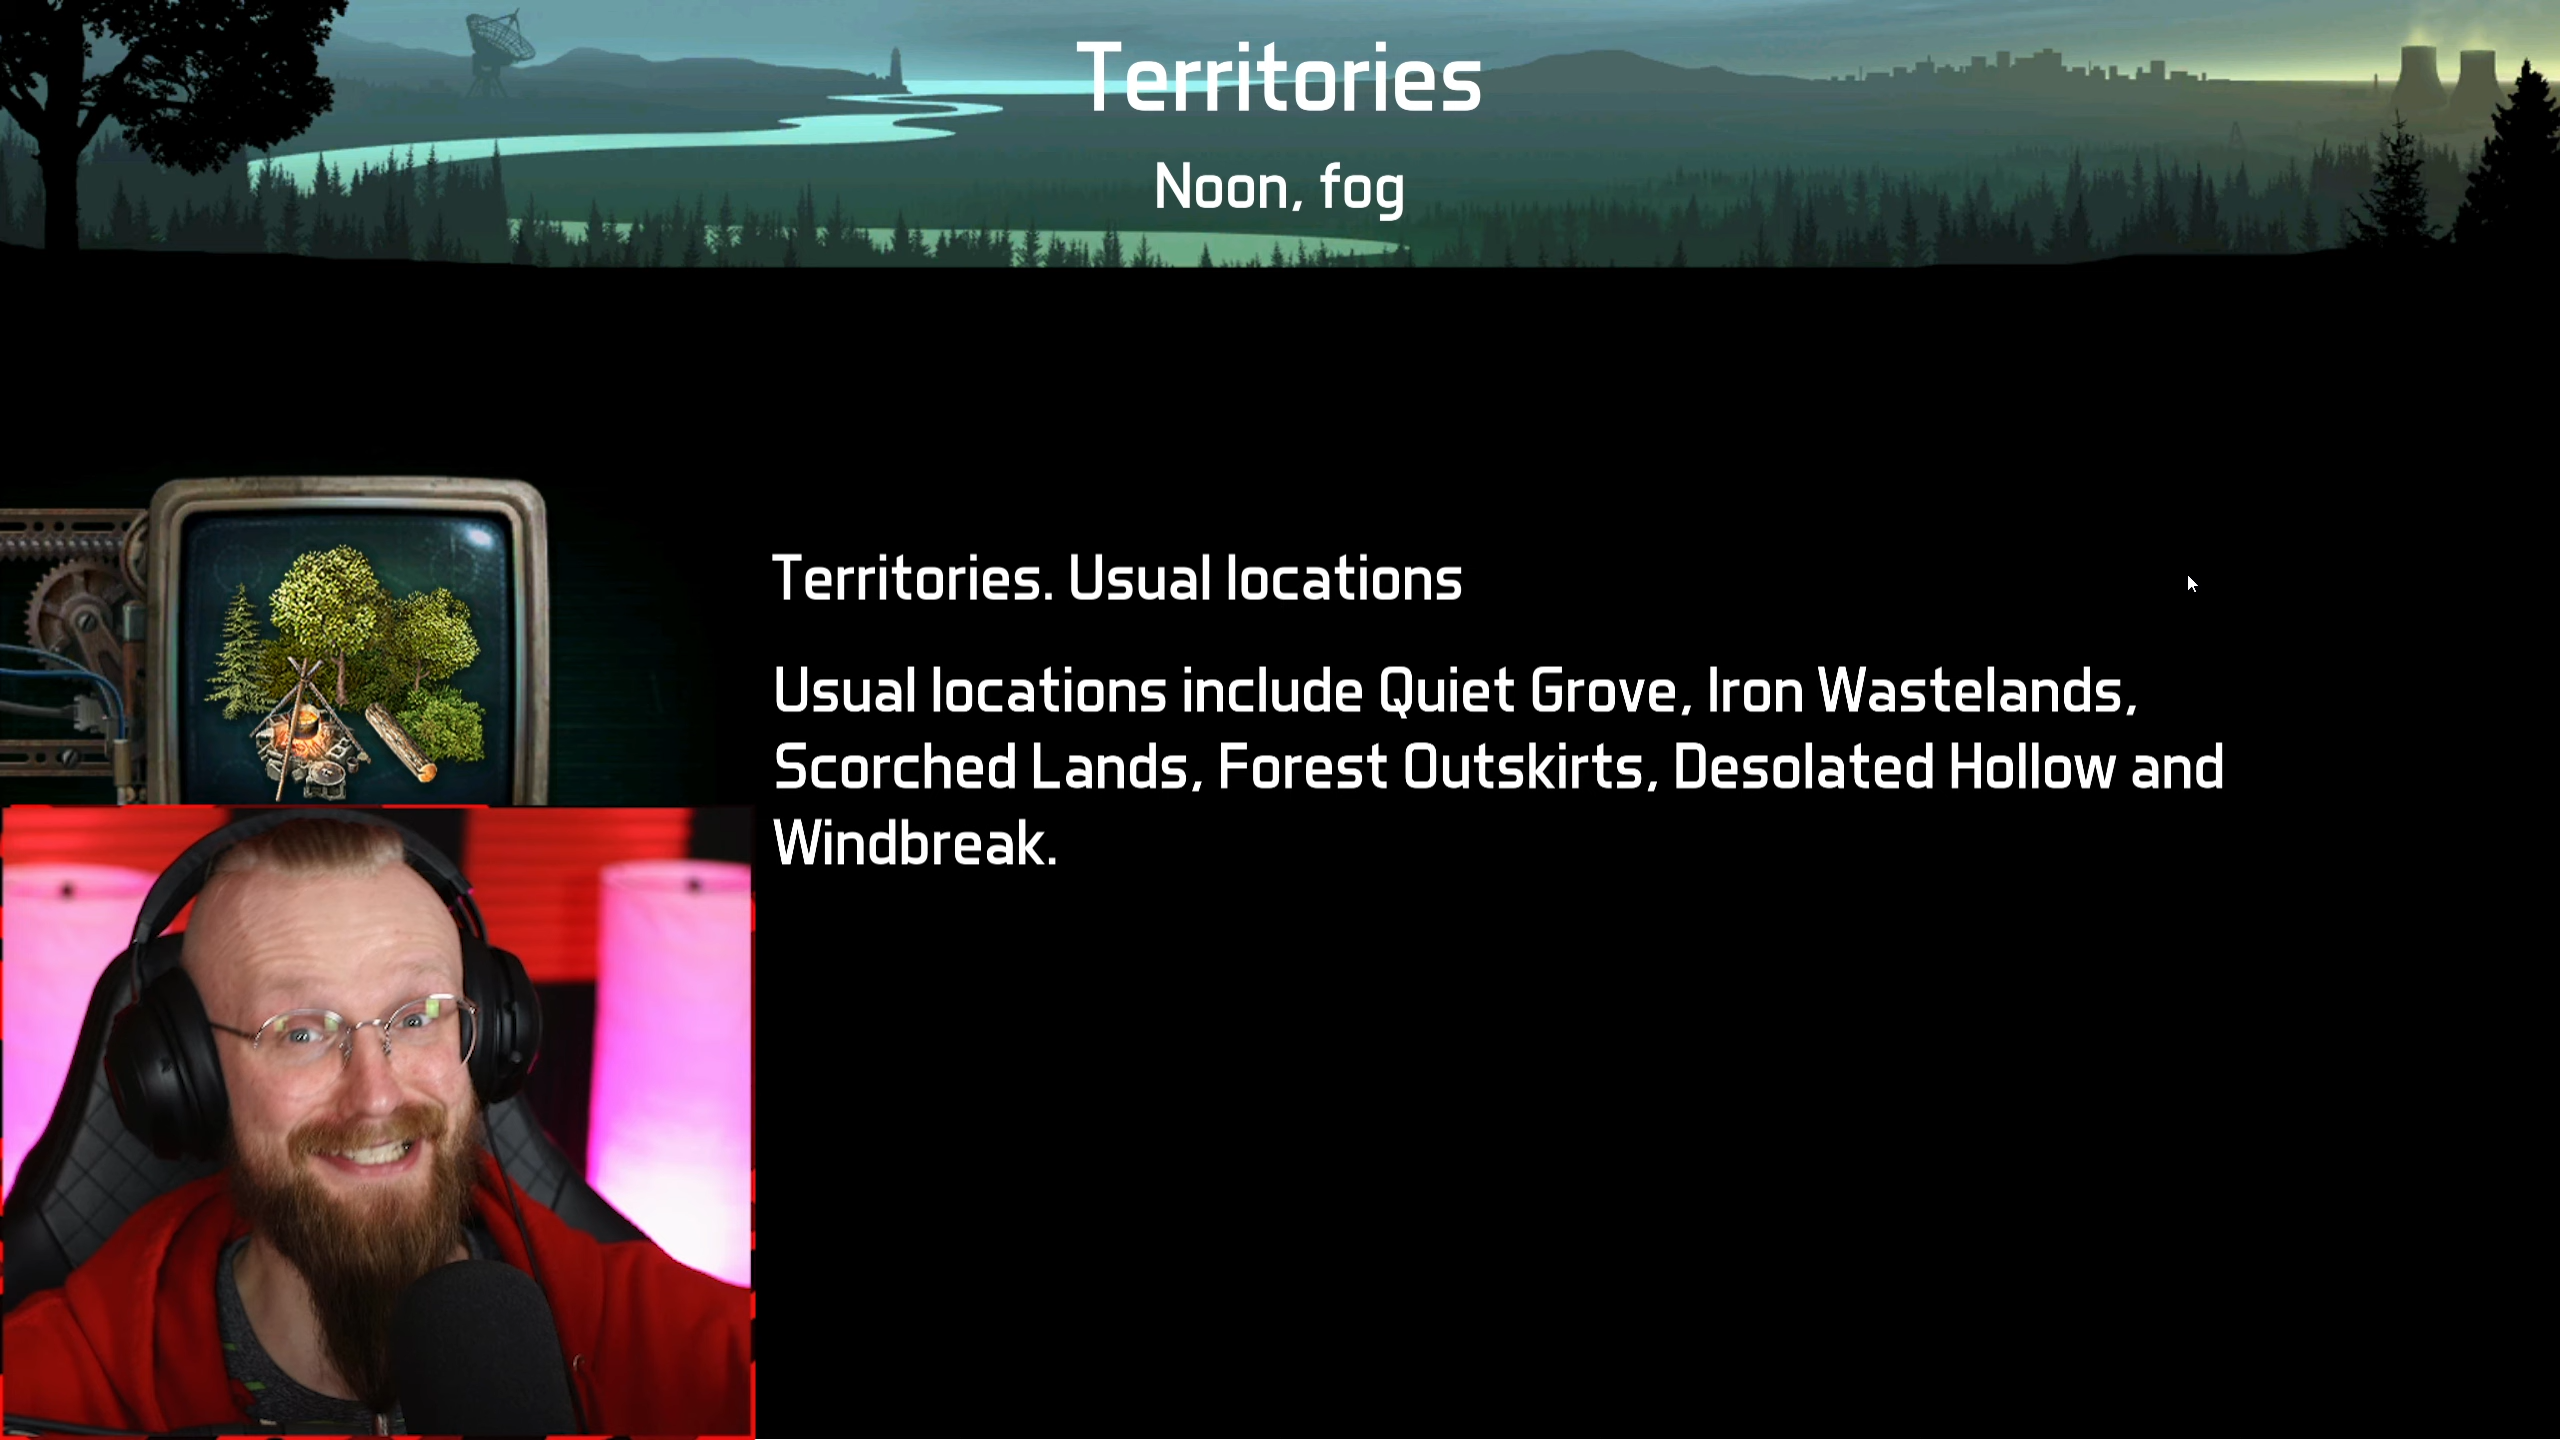 Territories
Noon, fog
Territories. Usual locations
Usual locations include Quiet Grove, Iron Wastelands,
Scorched Lands, Forest Outskirts, Desolated Hollow and
Windbreak.